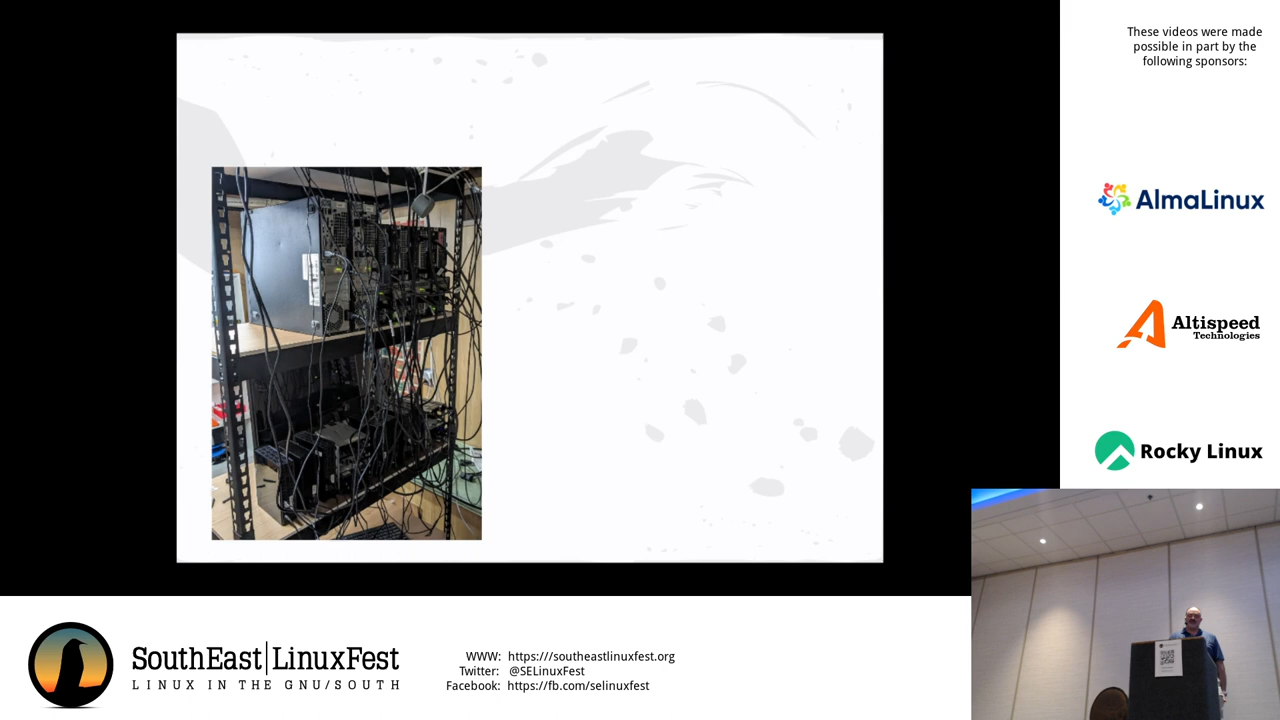 These videos were made
possible in part by the
following sponsors:
AlmaLinux
Altispeed
Technologies
Rocky Linux
SouthEast LinuxFest
LINUX IN THE GNU/SOUTH
WWW: https:///southeastlinuxfest.org
Twitter: @SELinuxFest
Facebook: https://fb.com/selinuxfest